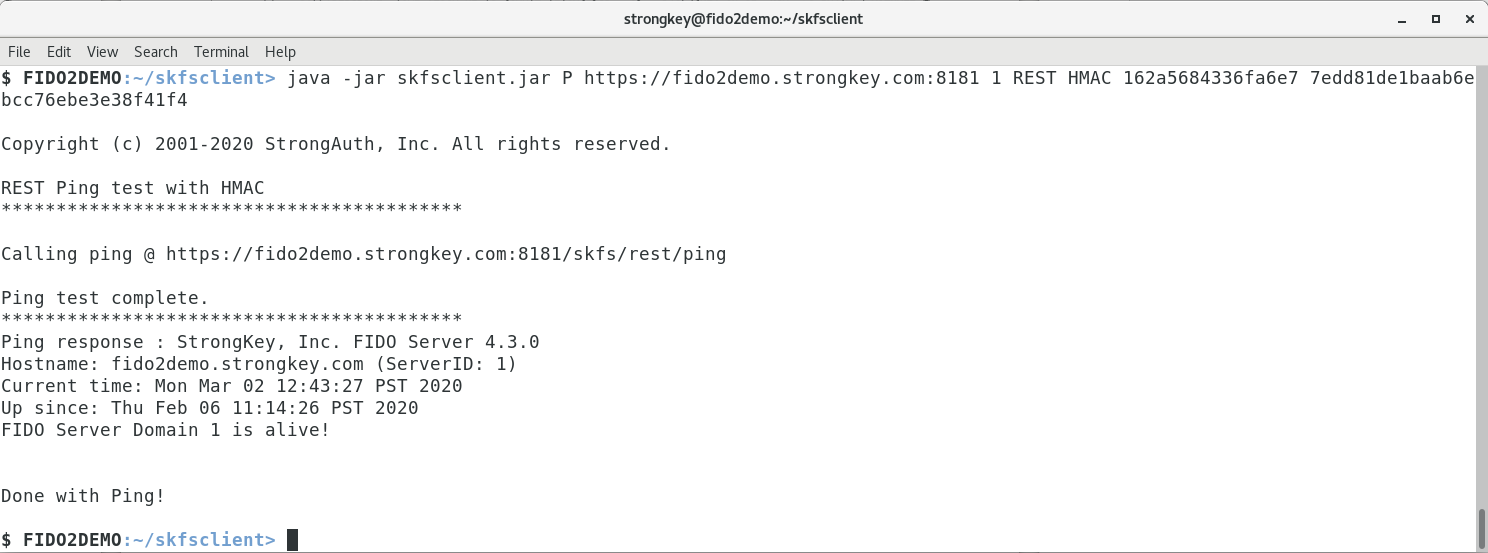 strongkey@fido2demo:~/skfsclient
File Edit View Search Terminal Help
$ FIDO2DEMO:~/skfsclient> java -jar skfsclient.jar P https://fido2demo.strongkey.com:8181 1 REST HMAC 162a5684336fa6e7 7edd81de1baab6e
bcc76ebe3e38f41f4
Copyright (c) 2001-2020 StrongAuth, Inc. All rights reserved.
REST Ping test with HMAC
******************************************
Calling ping @ https://fido2demo.strongkey.com:8181/skfs/rest/ping
Ping test complete.
******************************************
Ping response : StrongKey, Inc. FIDO Server 4.3.0
Hostname: fido2demo.strongkey.com (ServerID: 1)
Current time: Mon Mar 02 12:43:27 PST 2020
Up since: Thu Feb 06 11:14:26 PST 2020
FIDO Server Domain 1 is alive!
Done with Ping!
$ FIDO2DEMO:~/skfsclient>